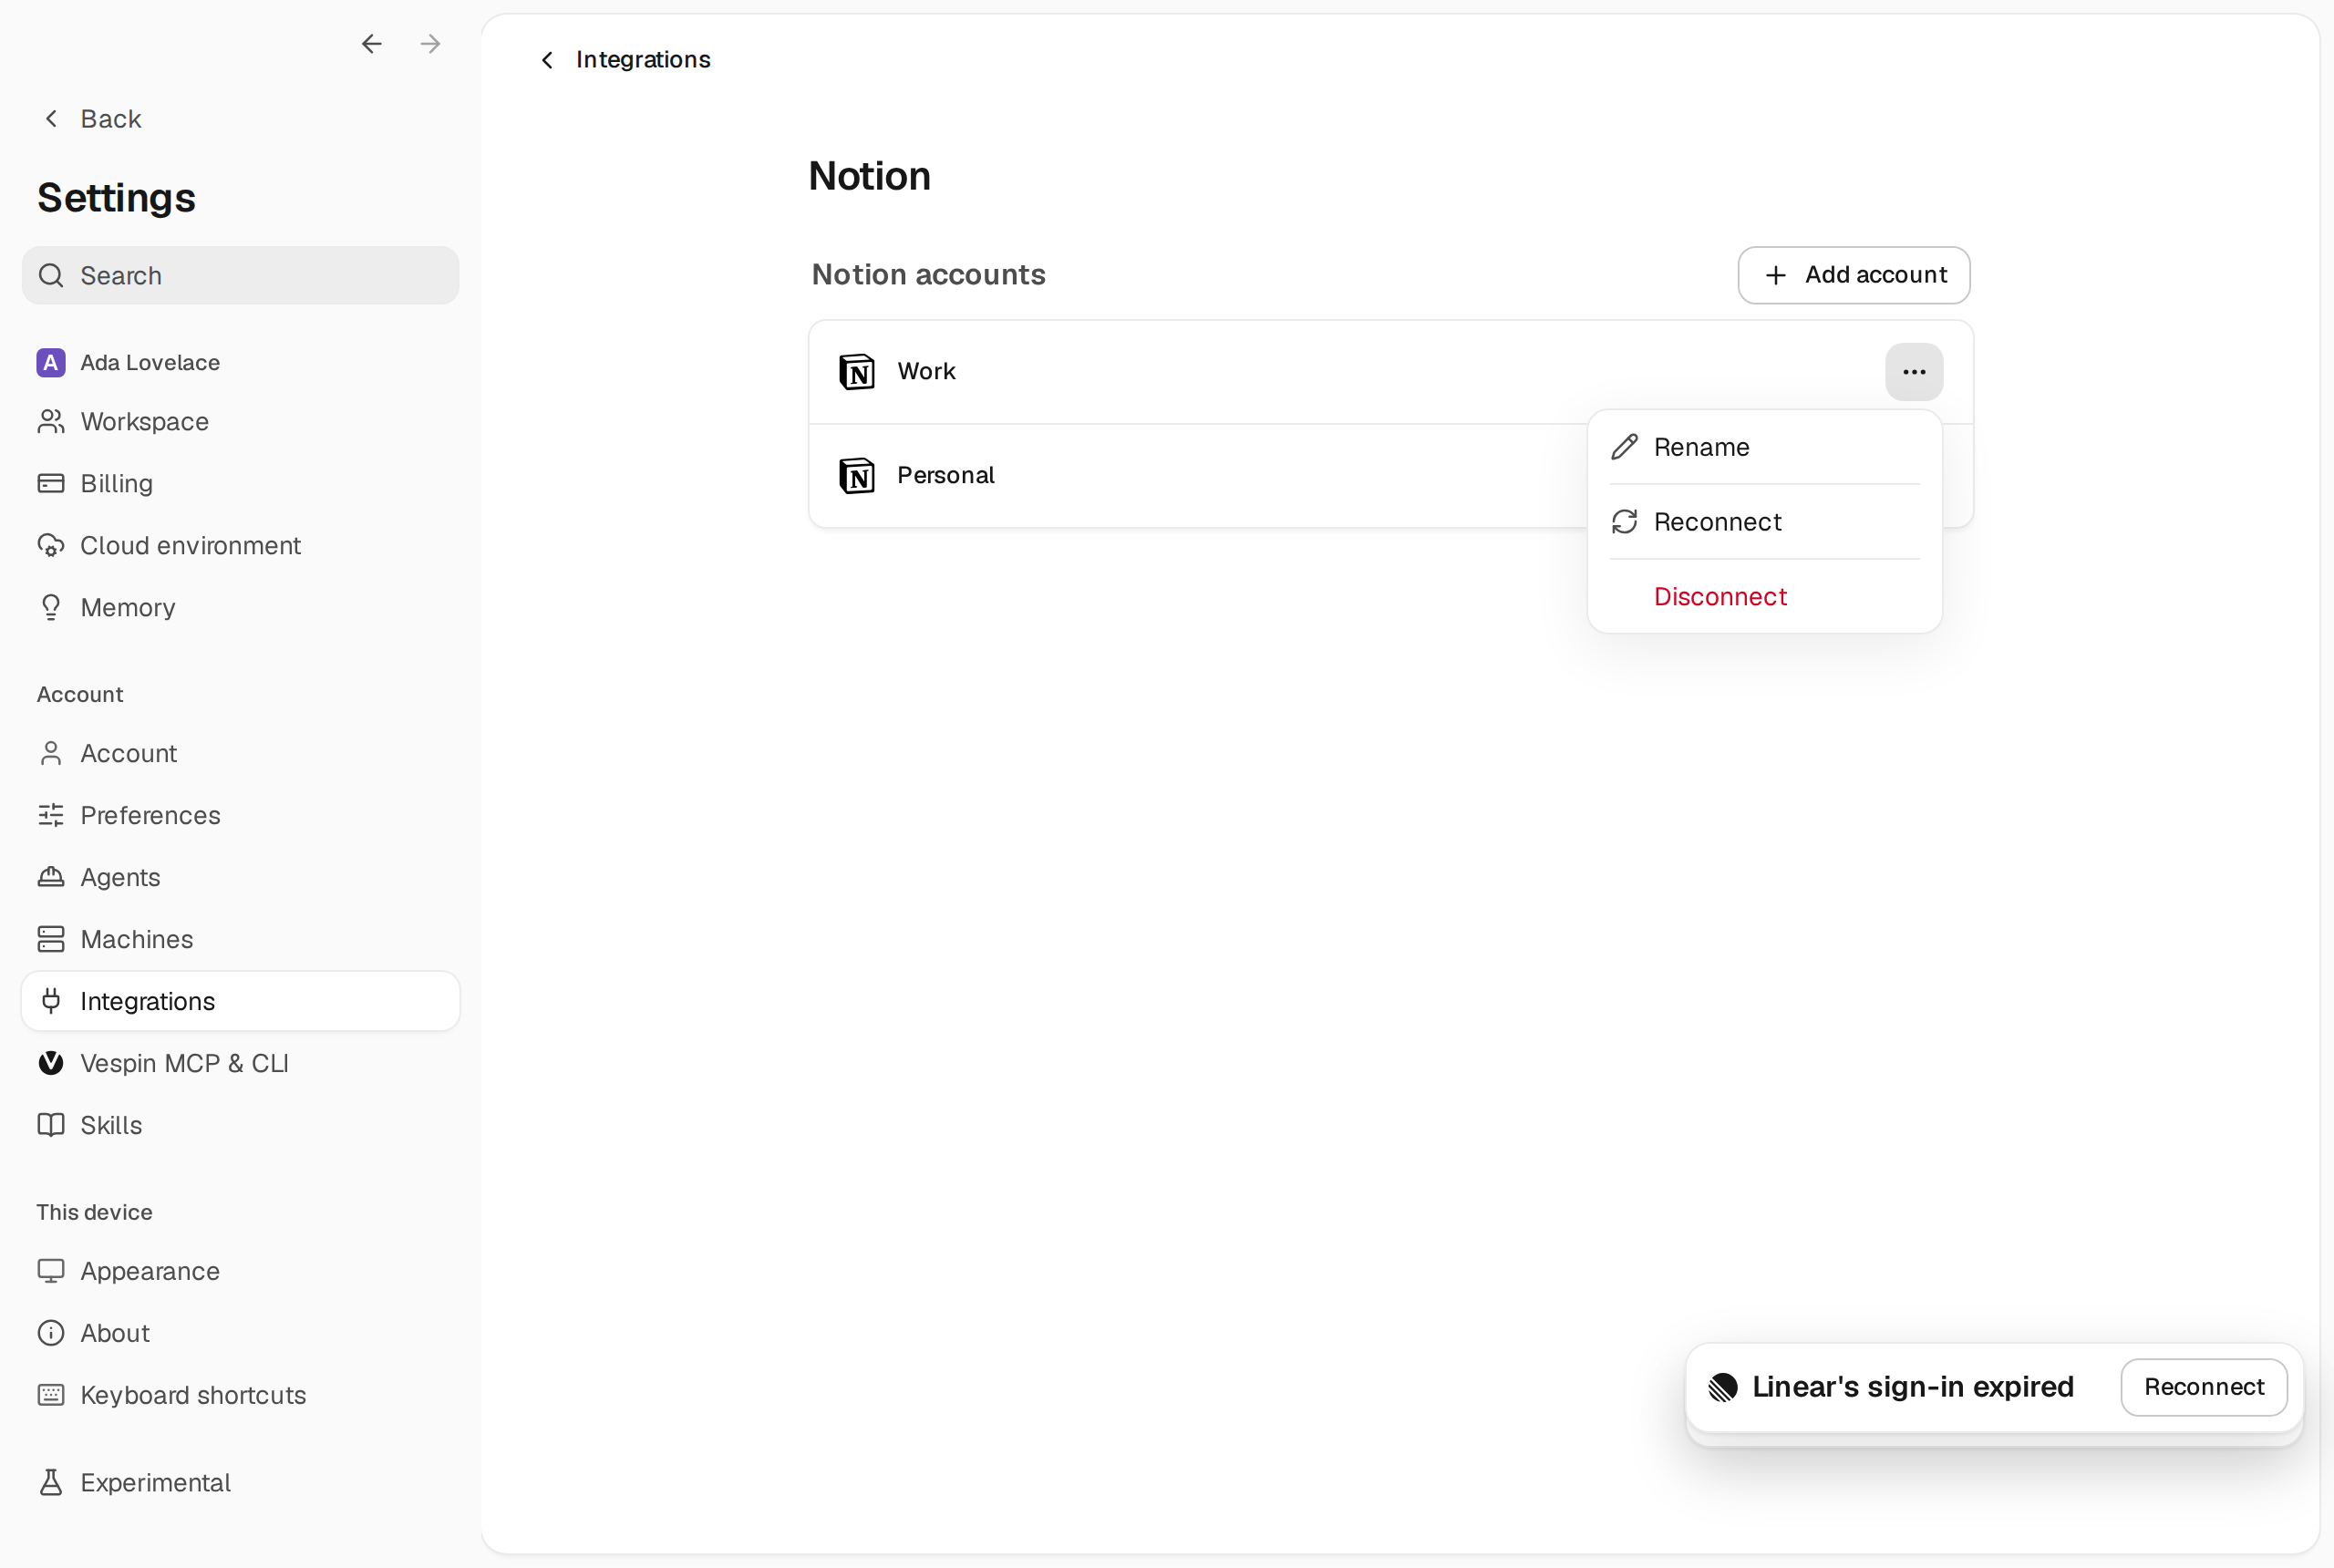 Back
Settings
Search
A Ada Lovelace
Workspace
Billing
Cloud environment
Memory
Account
Account
Preferences
Agents
Machines
Integrations
Vespin MCP & CLI
Skills
This device
Appearance
About
Keyboard shortcuts
Experimental
Integrations
Notion
Notion accounts
Add account
N Work
N Personal
Rename
Reconnect
Disconnect
Linear's sign-in expired
Reconnect